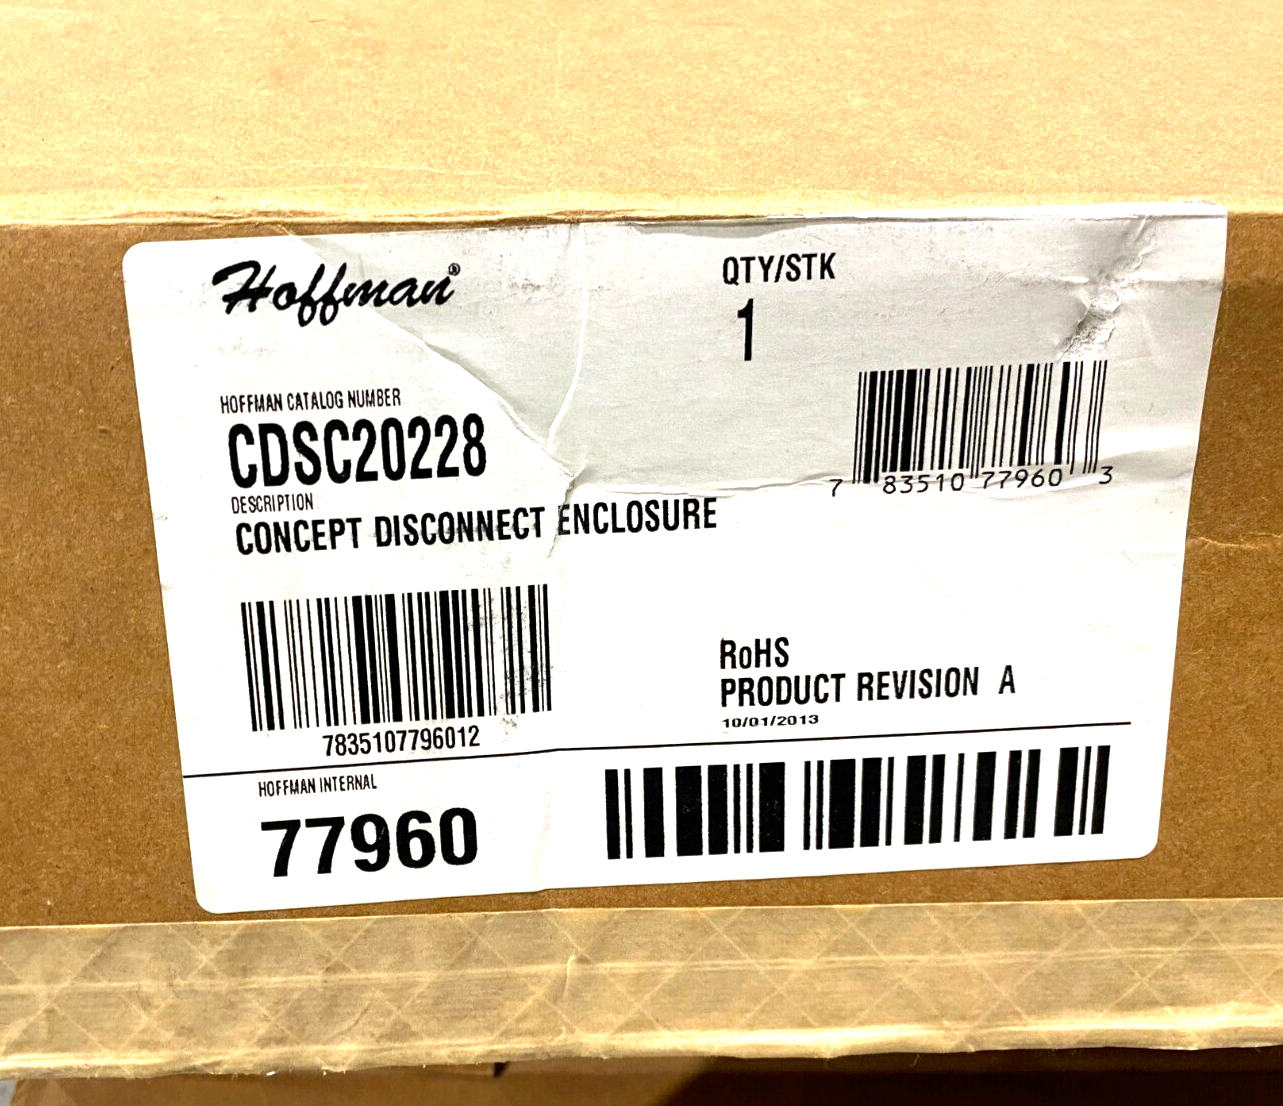 Hoffman®
QTY/STK
1
HOFFMAN CATALOG NUMBER
CDSC20228
DESCRIPTION
CONCEPT DISCONNECT ENCLOSURE
7 83510 77960 3
7835107796012
RoHS
PRODUCT REVISION A
10/01/2013
HOFFMAN INTERNAL
77960